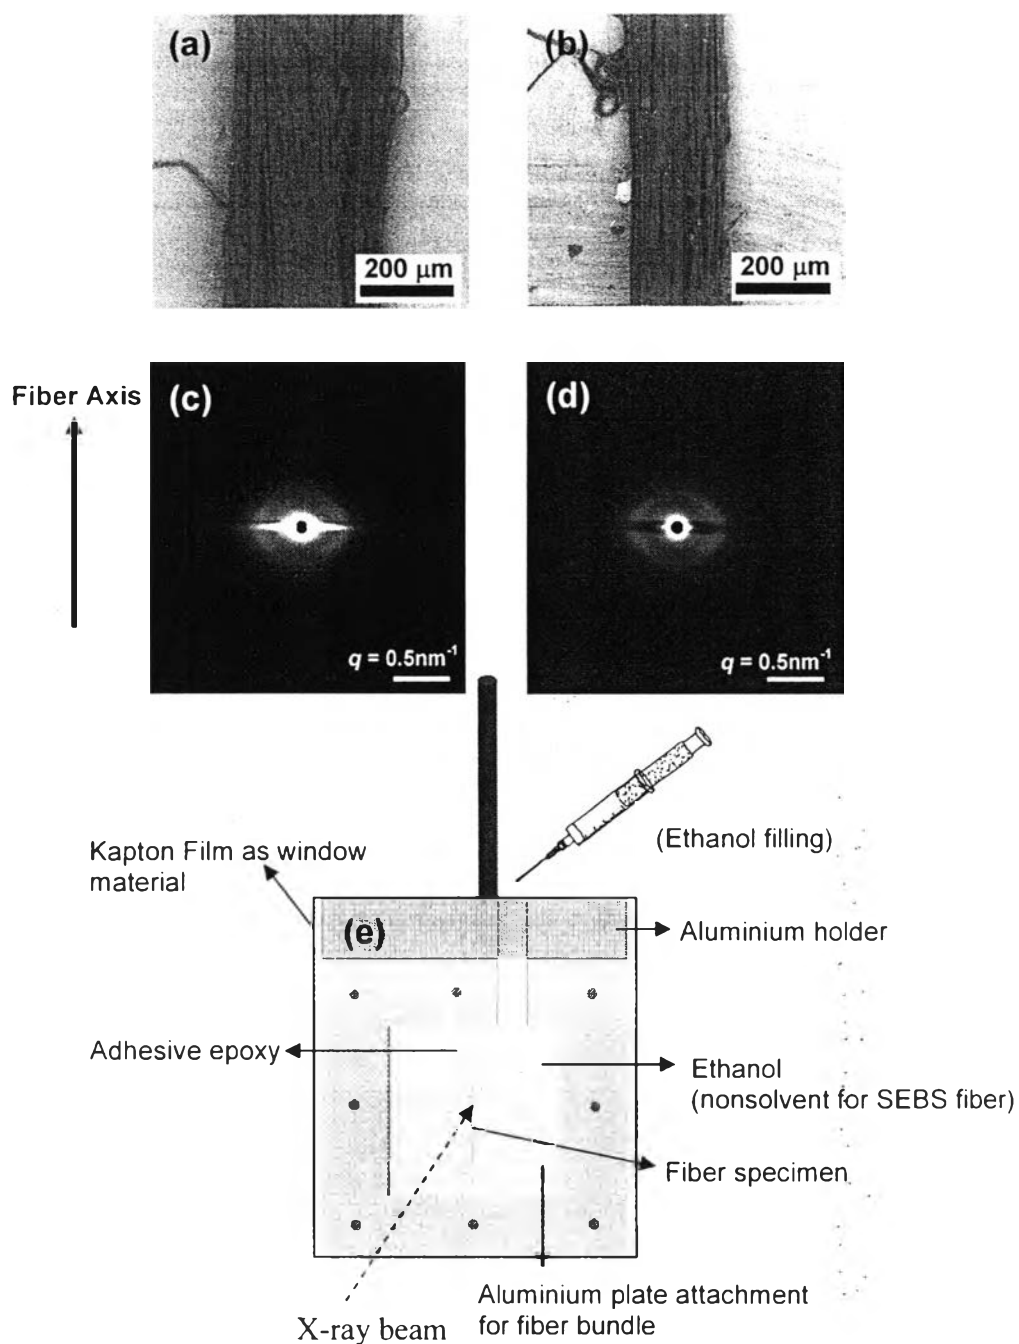 (a)
(b)
200 μm
200 μm
Fiber Axis
(c)
(d)
q = 0.5nm⁻¹
q = 0.5nm⁻¹
(Ethanol filling)
Kapton Film as window
material
(e)
Aluminium holder
Adhesive epoxy
Ethanol
(nonsolvent for SEBS fiber)
Fiber specimen
Aluminium plate attachment
for fiber bundle
X-ray beam